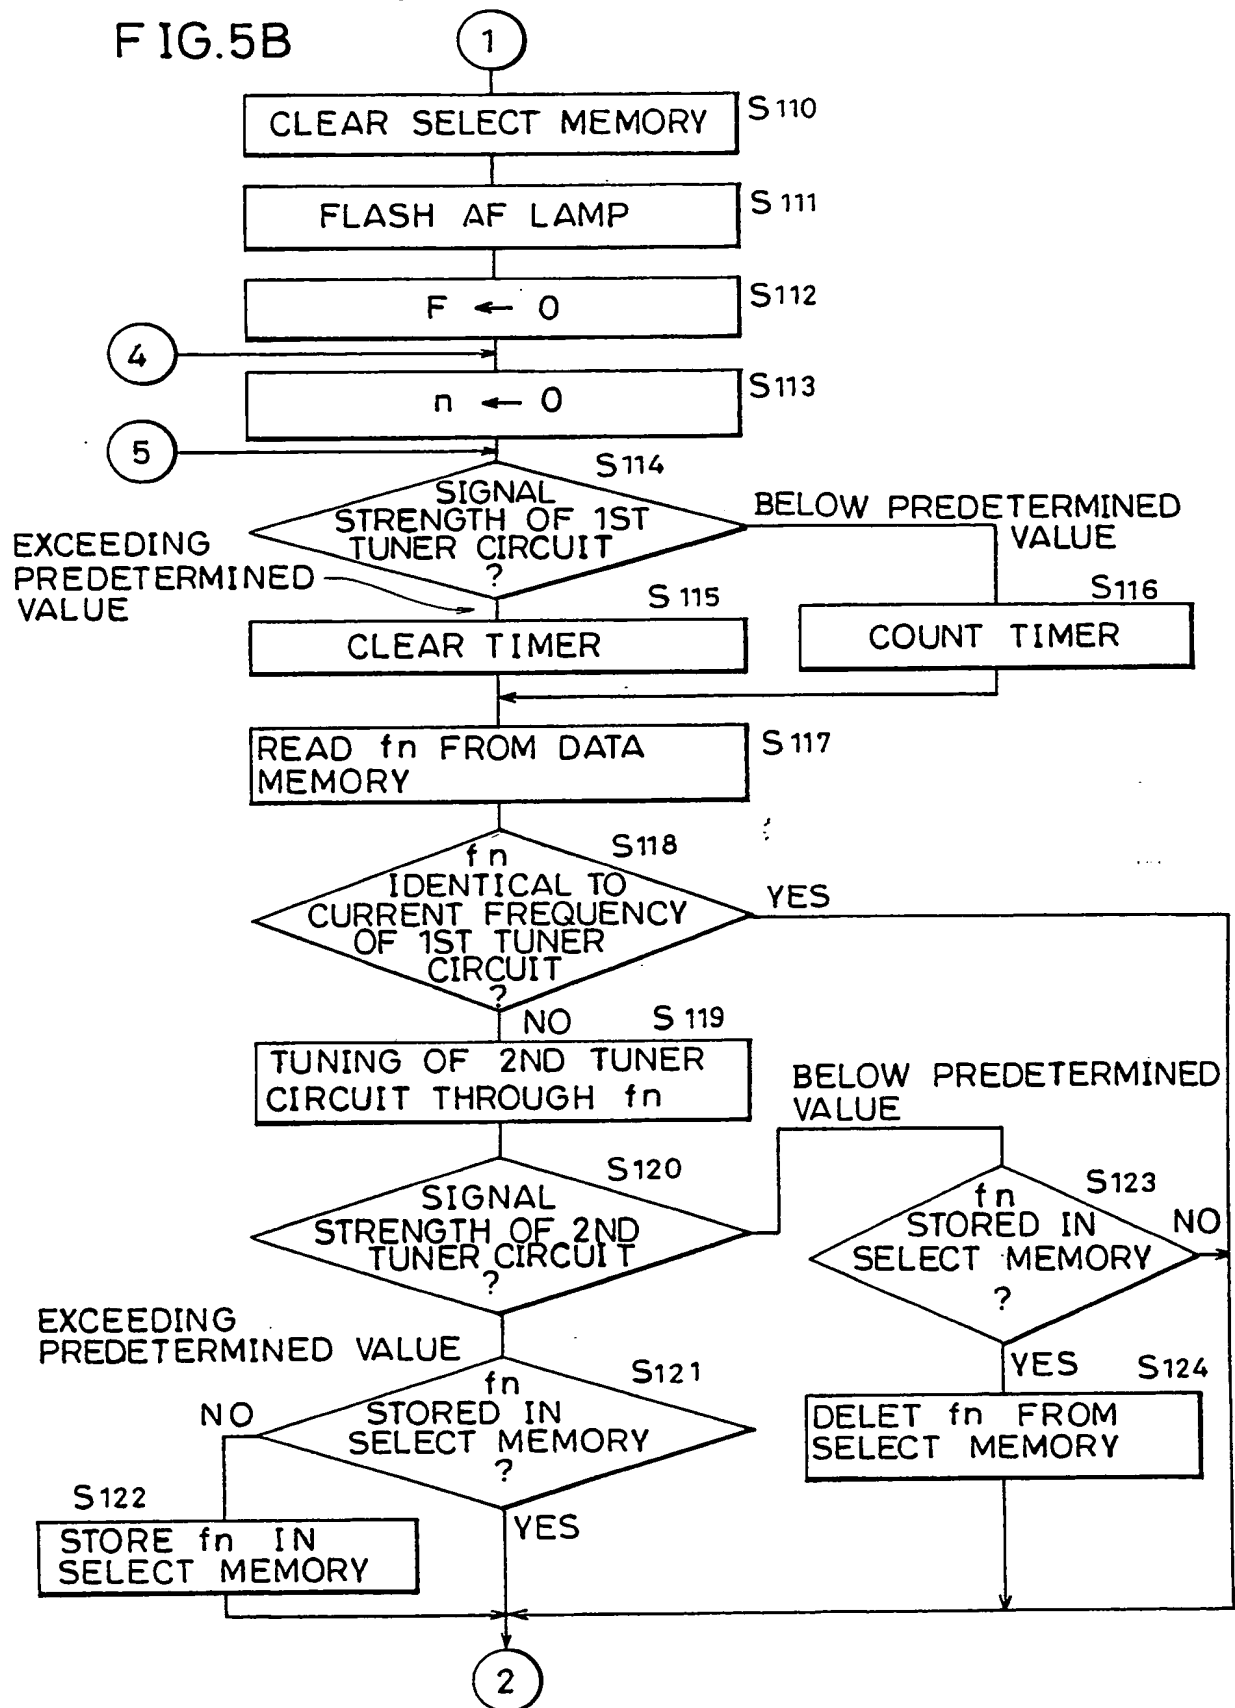 FIG.5B
1
CLEAR SELECT MEMORY
S110
FLASH AF LAMP
S111
F ← 0
S112
4
n ← 0
S113
5
S114
SIGNAL
STRENGTH OF 1ST
TUNER CIRCUIT
?
BELOW PREDETERMINED
VALUE
EXCEEDING
PREDETERMINED
VALUE
S115
CLEAR TIMER
S116
COUNT TIMER
READ fn FROM DATA
MEMORY
S117
S118
fn
IDENTICAL TO
CURRENT FREQUENCY
OF 1ST TUNER
CIRCUIT
?
YES
NO
S119
TUNING OF 2ND TUNER
CIRCUIT THROUGH fn
BELOW PREDETERMINED
VALUE
S120
SIGNAL
STRENGTH OF 2ND
TUNER CIRCUIT
?
S123
fn
STORED IN
SELECT MEMORY
?
NO
EXCEEDING
PREDETERMINED VALUE
S121
fn
STORED IN
SELECT MEMORY
?
NO
YES
YES
S124
DELET fn FROM
SELECT MEMORY
S122
STORE fn IN
SELECT MEMORY
2